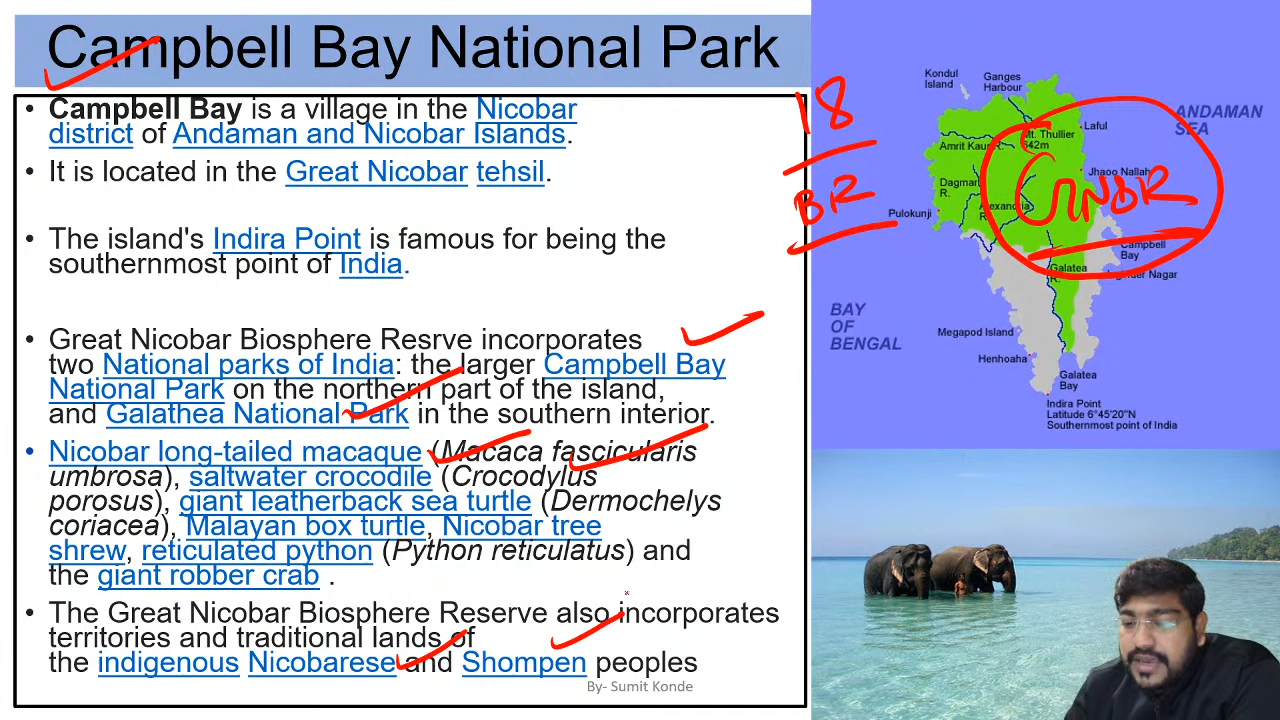 Campbell Bay National Park
• Campbell Bay is a village in the Nicobar
district of Andaman and Nicobar Islands.
• It is located in the Great Nicobar tehsil.
• The island's Indira Point is famous for being the
southernmost point of India.
• Great Nicobar Biosphere Resrve incorporates
two National parks of India: the larger Campbell Bay
National Park on the northern part of the island,
and Galathea National Park in the southern interior.
• Nicobar long-tailed macaque (Macaca fascicularis
umbrosa), saltwater crocodile (Crocodylus
porosus), giant leatherback sea turtle (Dermochelys
coriacea), Malayan box turtle, Nicobar tree
shrew, reticulated python (Python reticulatus) and
the giant robber crab .
• The Great Nicobar Biosphere Reserve also incorporates
territories and traditional lands of
the indigenous Nicobarese and Shompen peoples
By- Sumit Konde
18
BR
Kondul
Island
Ganges
Harbour
ANDAMAN
SEA
Laful
Mt. Thullier
642m
Amrit Kaur R.
Jhaoo Nallah
Dagmar
R.
Alexandria
R.
GNBR
Pulokunji
Campbell
Bay
Joginder Nagar
Galatea
R.
BAY
OF
BENGAL
Megapod Island
Henhoaha
Galatea
Bay
Indira Point
Latitude 6°45'20"N
Southernmost point of India